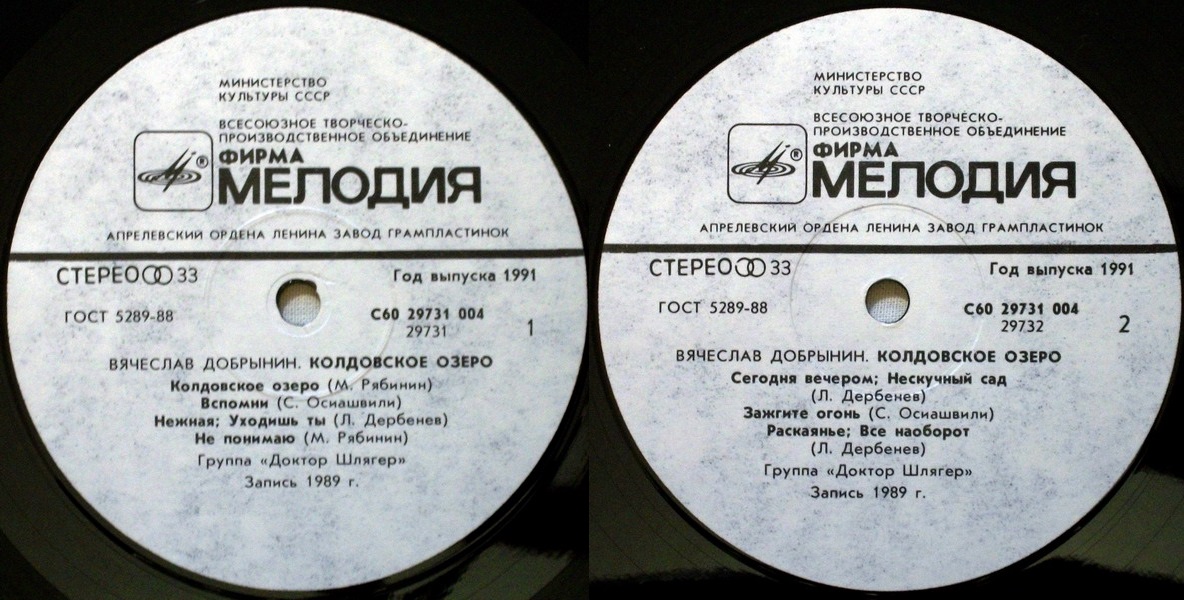 МИНИСТЕРСТВО
КУЛЬТУРЫ СССР
ВСЕСОЮЗНОЕ ТВОРЧЕСКО-
ПРОИЗВОДСТВЕННОЕ ОБЪЕДИНЕНИЕ
®
ФИРМА
МЕЛОДИЯ
АПРЕЛЕВСКИЙ ОРДЕНА ЛЕНИНА ЗАВОД ГРАМПЛАСТИНОК
СТЕРЕО 33
Год выпуска 1991
ГОСТ 5289-88
С60 29731 004
29731
1
ВЯЧЕСЛАВ ДОБРЫНИН. КОЛДОВСКОЕ ОЗЕРО
Колдовское озеро (М. Рябинин)
Вспомни (С. Осиашвили)
Нежная; Уходишь ты (Л. Дербенев)
Не понимаю (М. Рябинин)
Группа «Доктор Шлягер»
Запись 1989 г.
МИНИСТЕРСТВО
КУЛЬТУРЫ СССР
ВСЕСОЮЗНОЕ ТВОРЧЕСКО-
ПРОИЗВОДСТВЕННОЕ ОБЪЕДИНЕНИЕ
®
ФИРМА
МЕЛОДИЯ
АПРЕЛЕВСКИЙ ОРДЕНА ЛЕНИНА ЗАВОД ГРАМПЛАСТИНОК
СТЕРЕО 33
Год выпуска 1991
ГОСТ 5289-88
С60 29731 004
29732
2
ВЯЧЕСЛАВ ДОБРЫНИН. КОЛДОВСКОЕ ОЗЕРО
Сегодня вечером; Нескучный сад
(Л. Дербенев)
Зажгите огонь (С. Осиашвили)
Раскаянье; Все наоборот
(Л. Дербенев)
Группа «Доктор Шлягер»
Запись 1989 г.